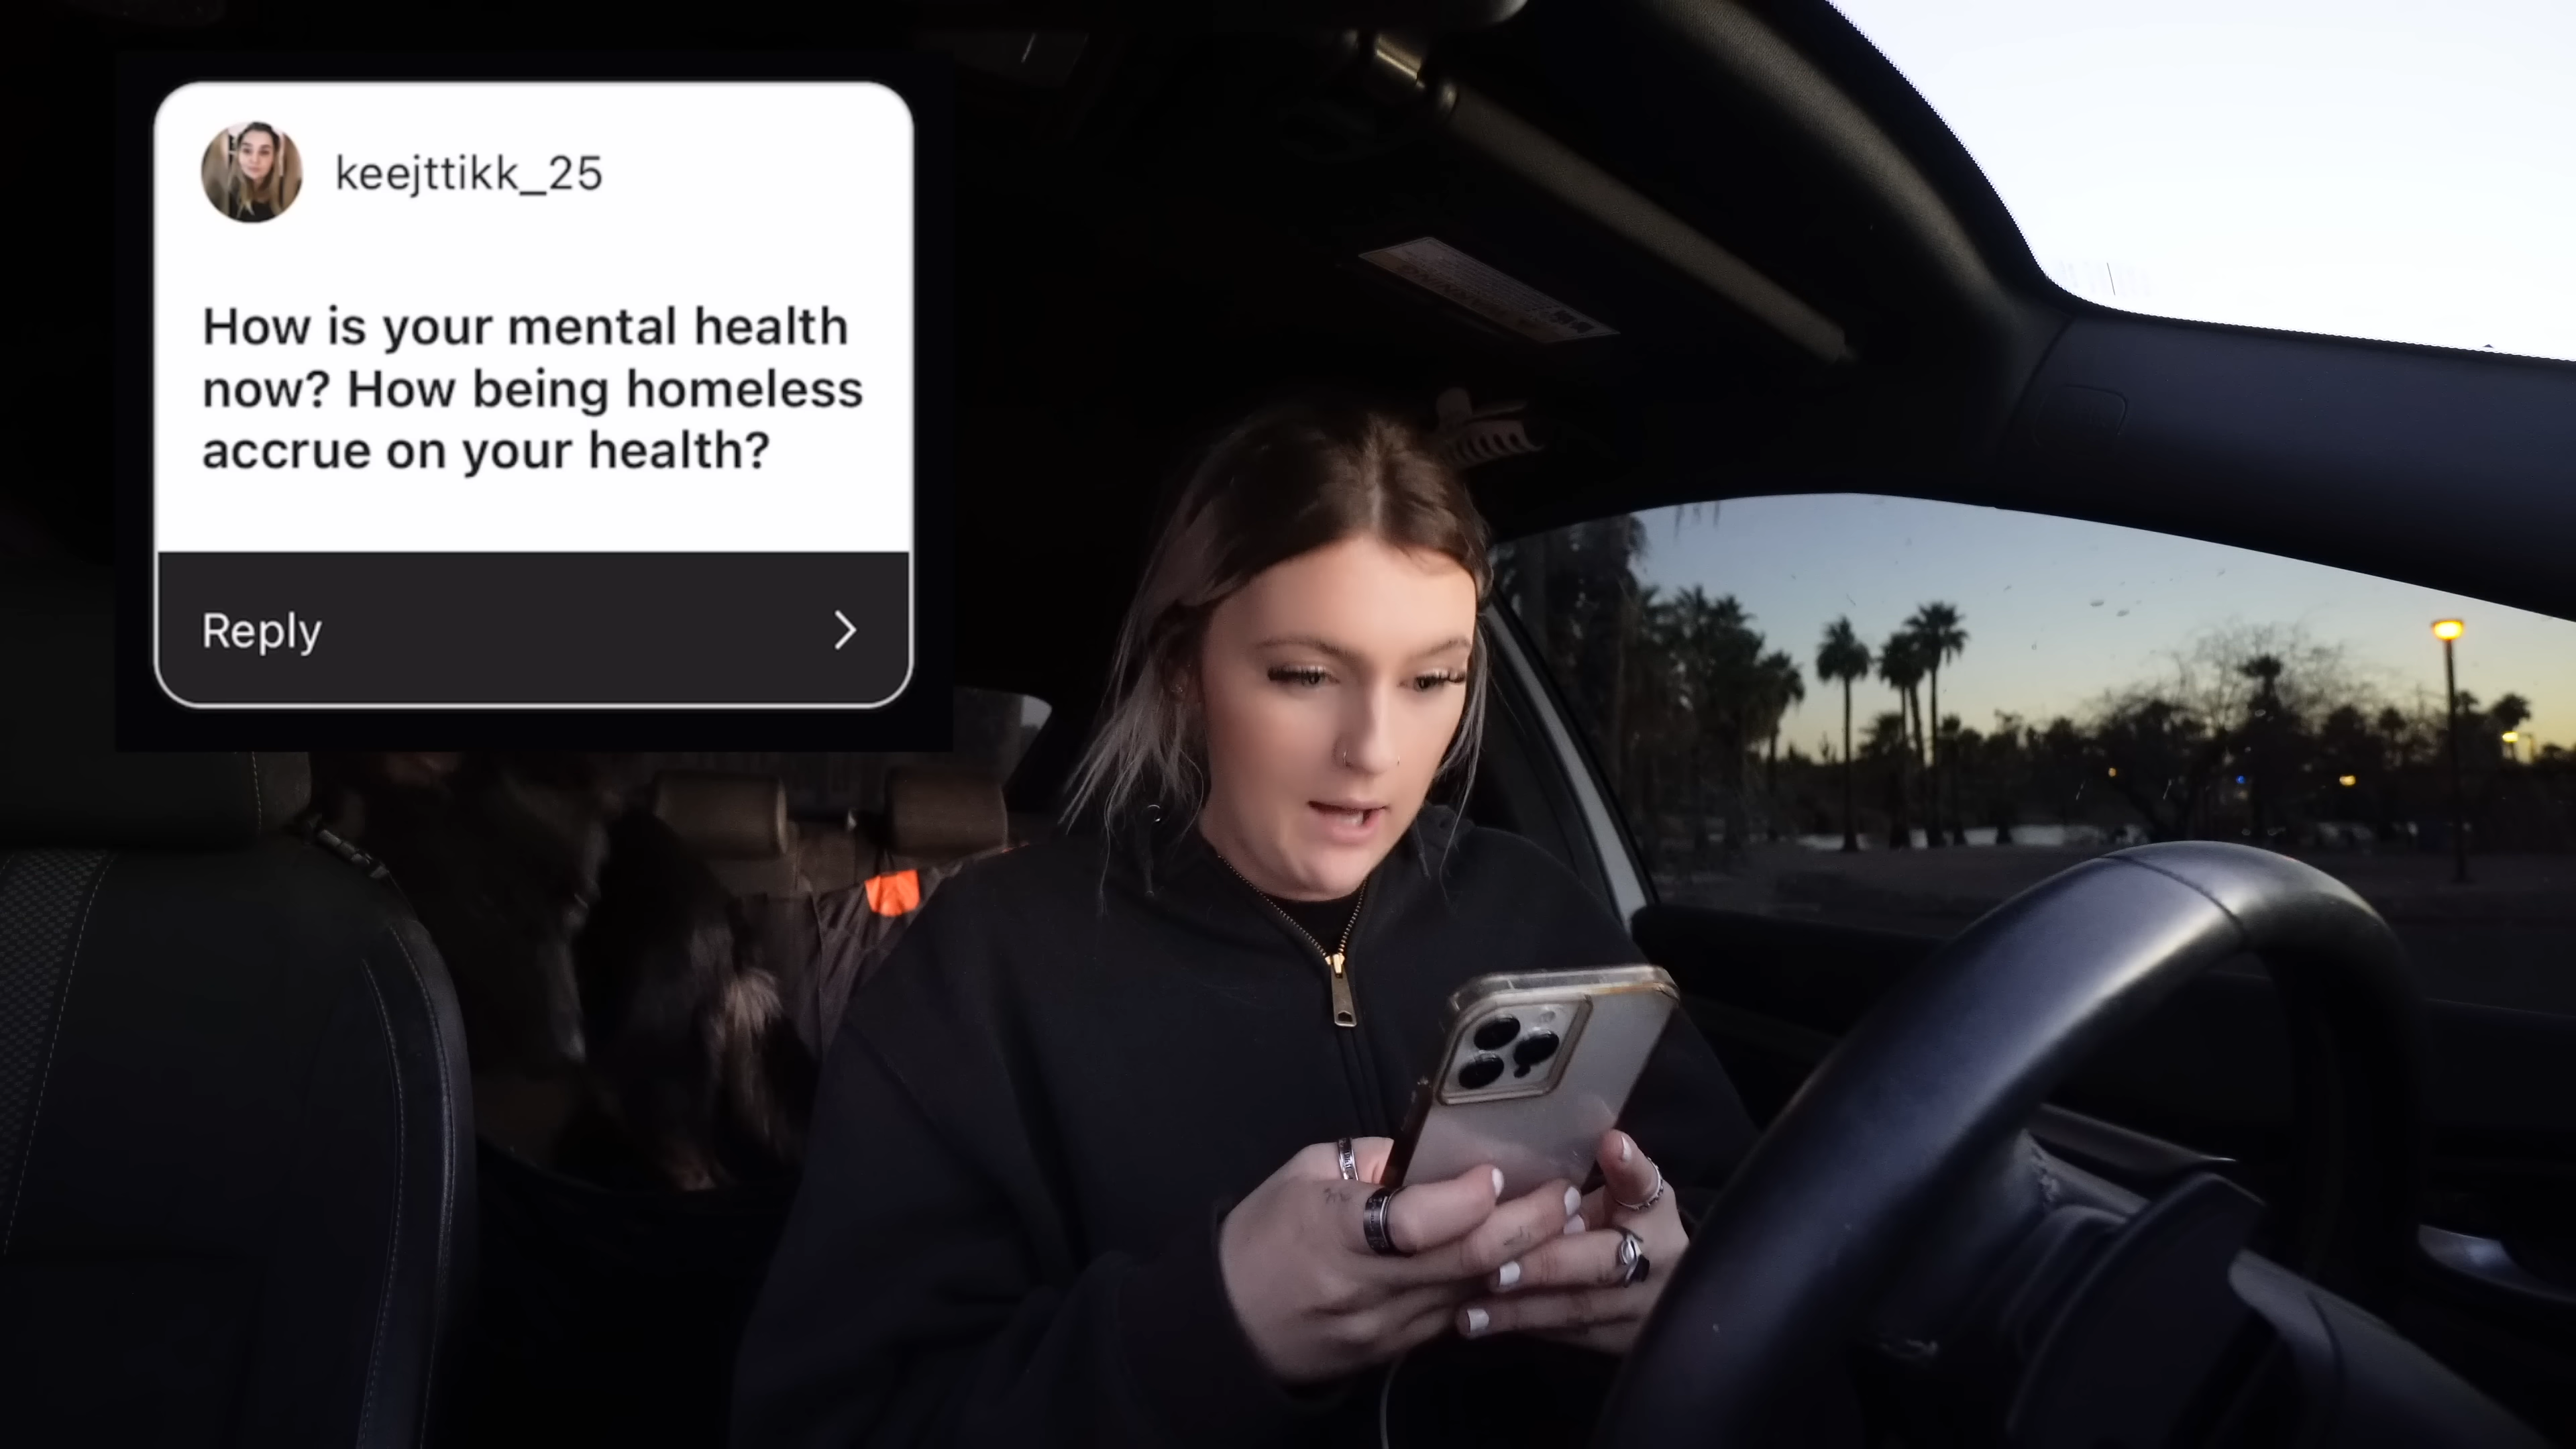 keejttikk_25
How is your mental health
now? How being homeless
accrue on your health?
Reply